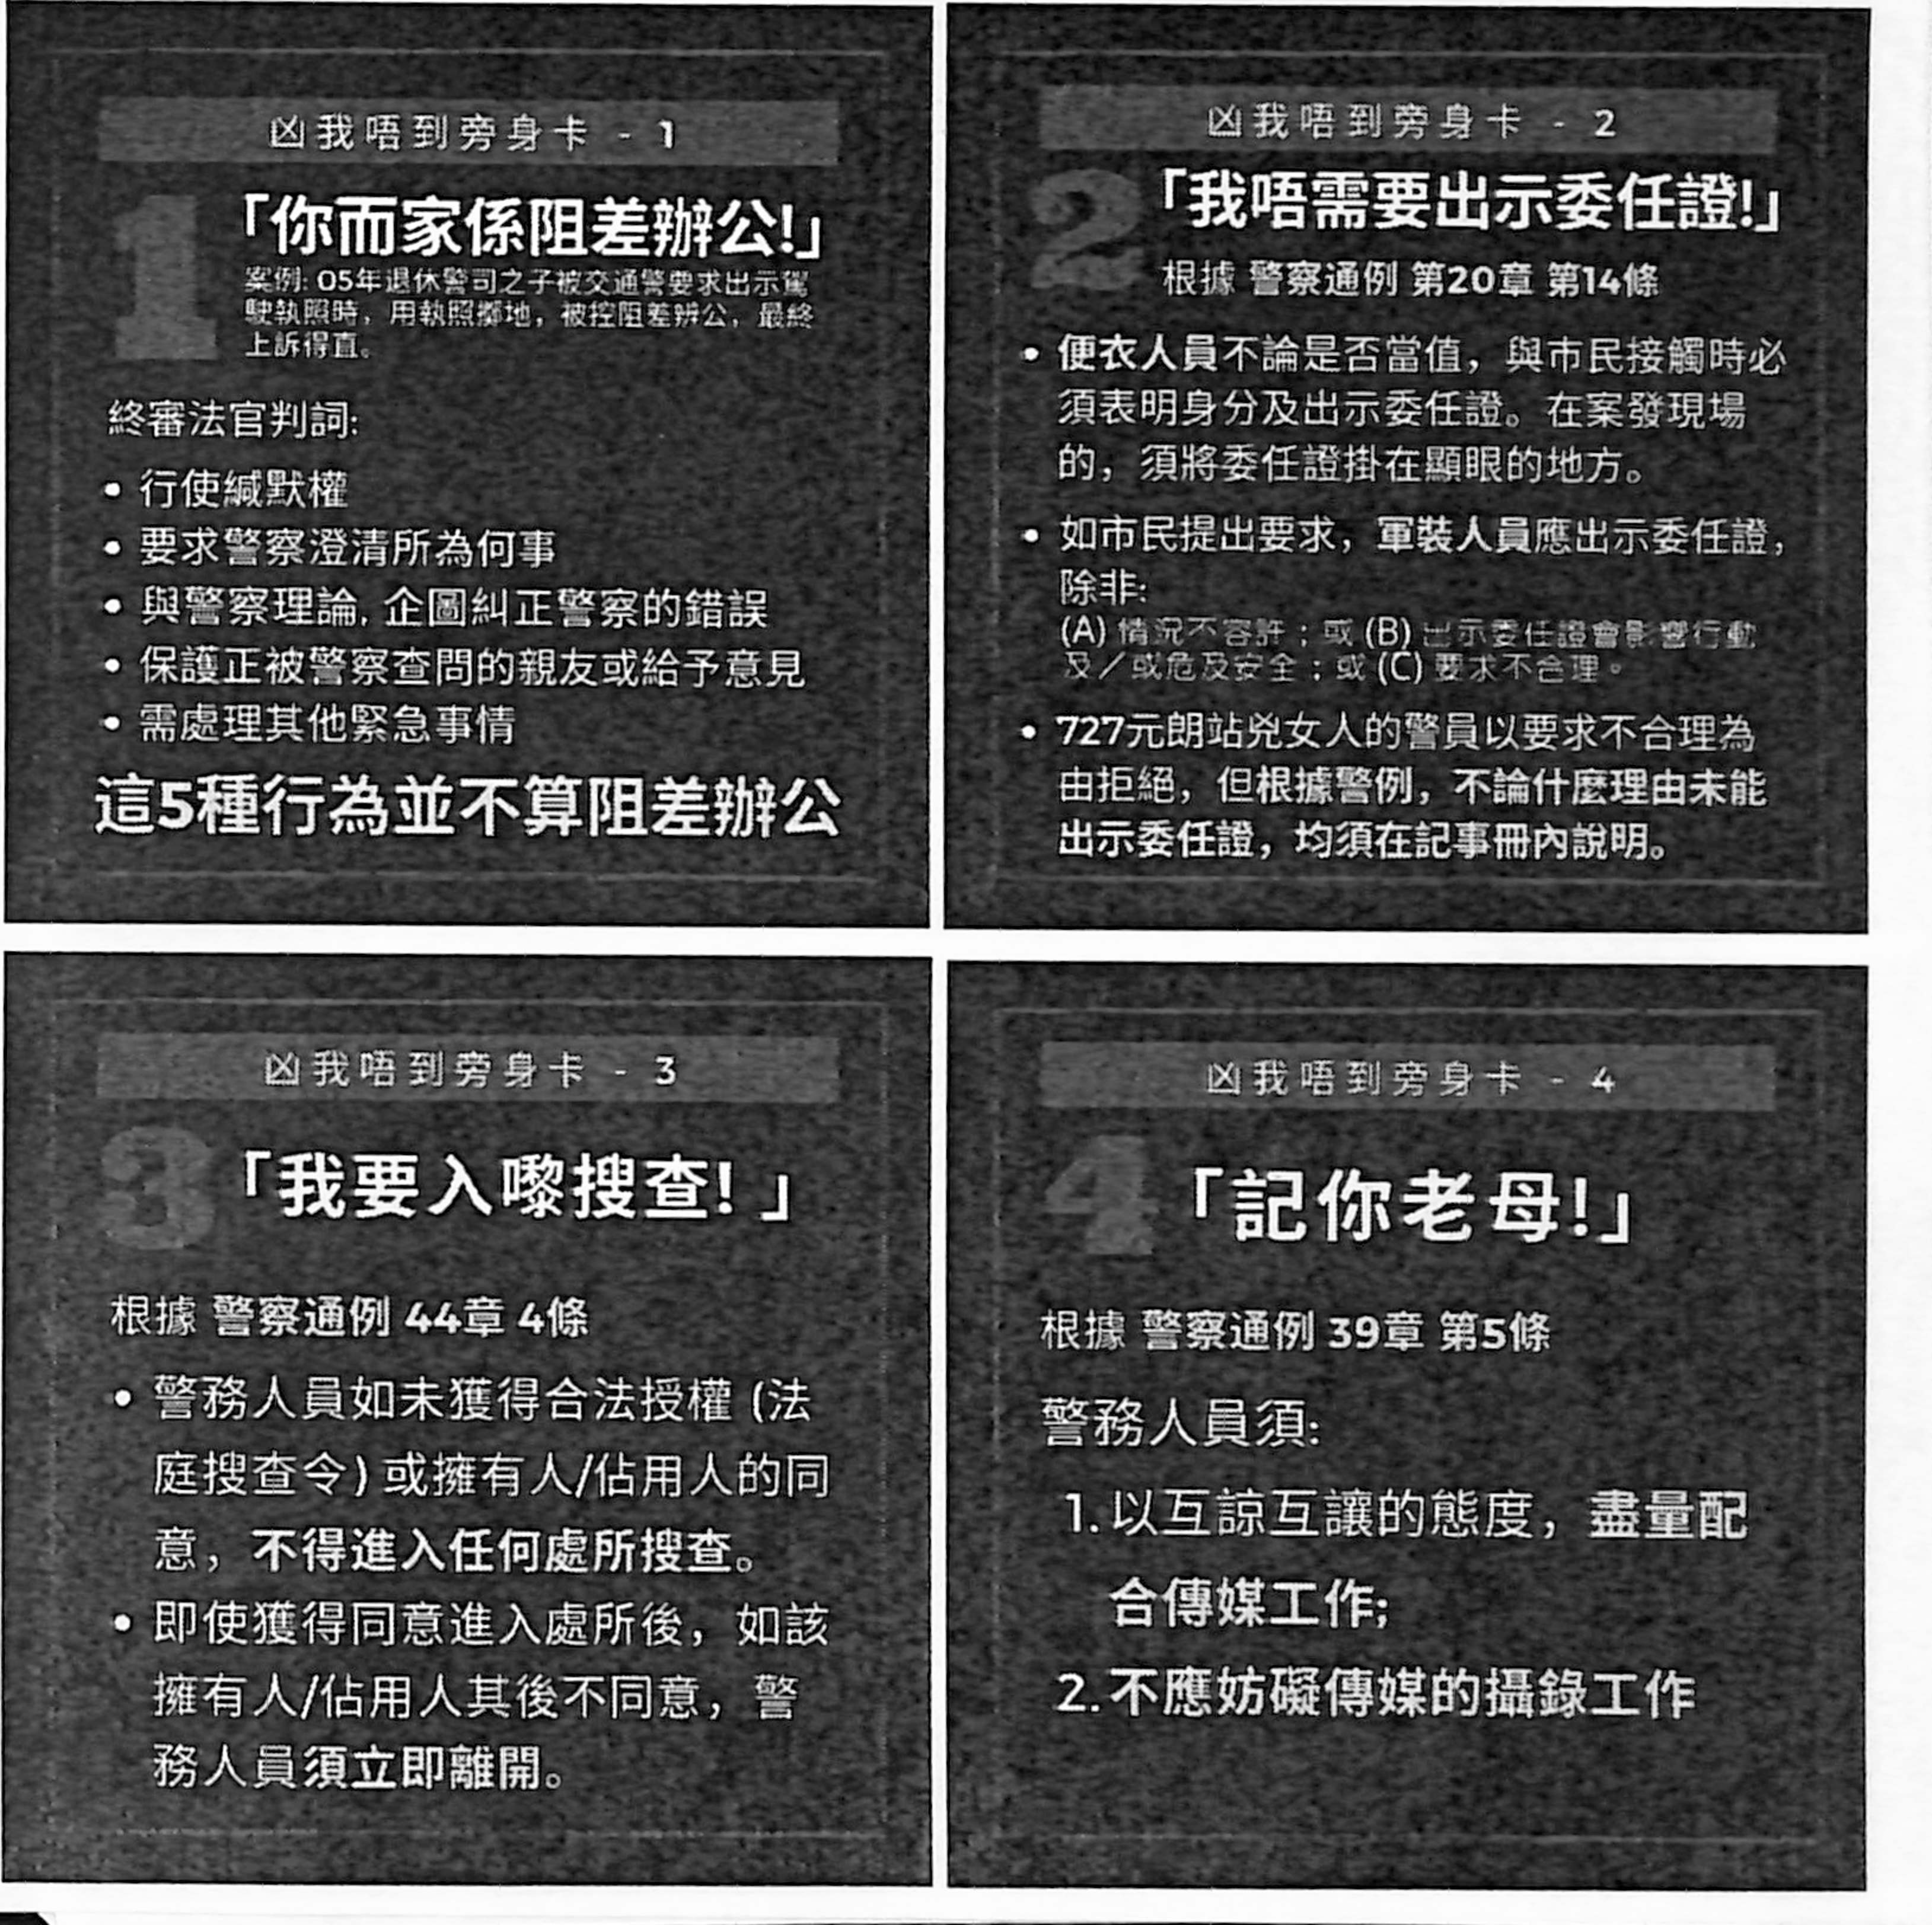 凶我唔到旁身卡 - 1
1
「你而家係阻差辦公!」
案例: 05年退休警司之子被交通警要求出示駕
駛執照時，用執照擲地，被控阻差辨公，最終
上訴得直。
終審法官判詞:
• 行使緘默權
• 要求警察澄清所為何事
• 與警察理論, 企圖糾正警察的錯誤
• 保護正被警察查問的親友或給予意見
• 需處理其他緊急事情
這5種行為並不算阻差辦公
凶我唔到旁身卡 - 2
2
「我唔需要出示委任證!」
根據 警察通例 第20章 第14條
• 便衣人員不論是否當值，與市民接觸時必
須表明身分及出示委任證。在案發現場
的，須將委任證掛在顯眼的地方。
• 如市民提出要求，軍裝人員應出示委任證，
除非:
(A) 情況不容許；或 (B) 出示委任證會影響行動
及／或危及安全；或 (C) 要求不合理。
• 727元朗站兇女人的警員以要求不合理為
由拒絕，但根據警例，不論什麼理由未能
出示委任證，均須在記事冊內說明。
凶我唔到旁身卡 - 3
3
「我要入嚟搜查! 」
根據 警察通例 44章 4條
• 警務人員如未獲得合法授權 (法
庭搜查令) 或擁有人/佔用人的同
意，不得進入任何處所搜查。
• 即使獲得同意進入處所後，如該
擁有人/佔用人其後不同意，警
務人員須立即離開。
凶我唔到旁身卡 - 4
4
「記你老母!」
根據 警察通例 39章 第5條
警務人員須:
1. 以互諒互讓的態度，盡量配
合傳媒工作;
2. 不應妨礙傳媒的攝錄工作